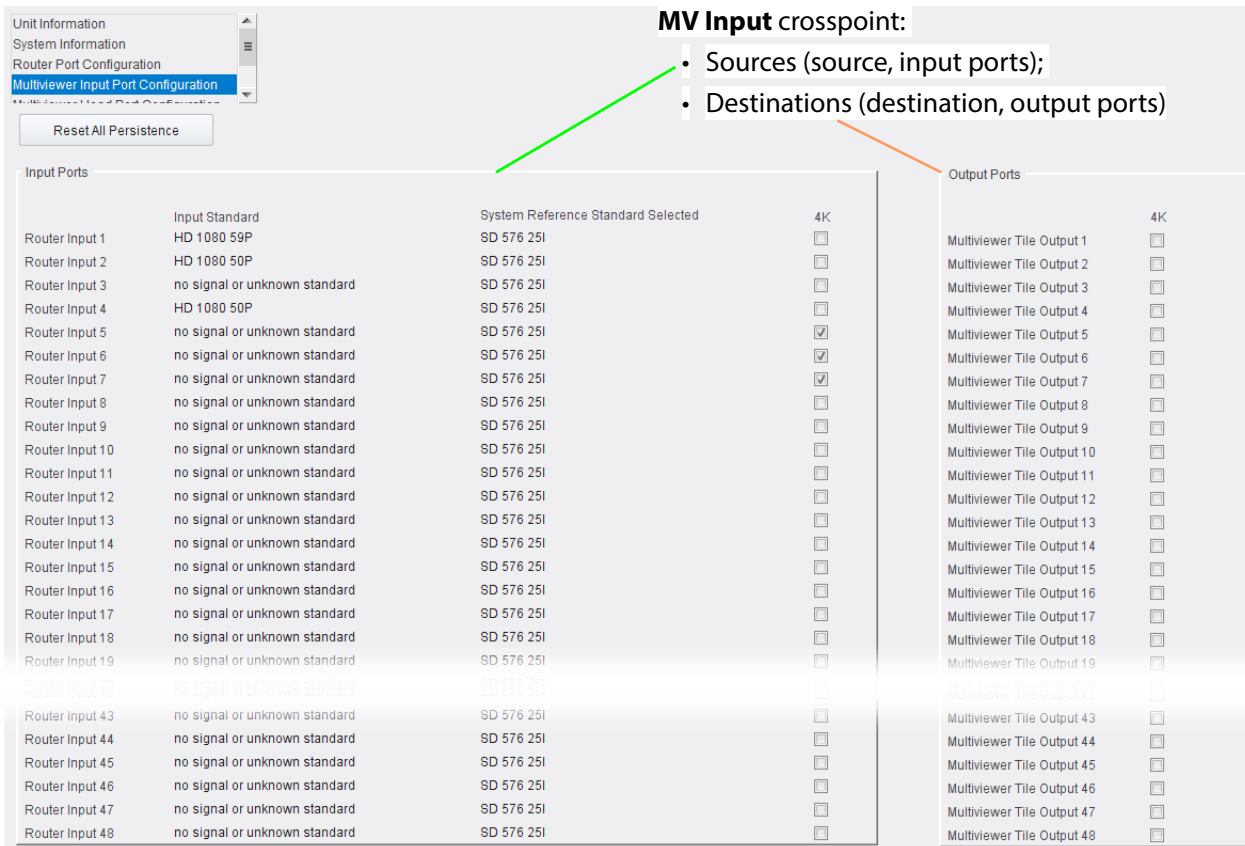 Unit Information
System Information
Router Port Configuration
Multiviewer Input Port Configuration
Multiviewer Head Port Configuration
Reset All Persistence
MV Input crosspoint:
• Sources (source, input ports);
• Destinations (destination, output ports)
Input Ports
Input Standard System Reference Standard Selected 4K
Router Input 1 HD 1080 59P SD 576 25I
Router Input 2 HD 1080 50P SD 576 25I
Router Input 3 no signal or unknown standard SD 576 25I
Router Input 4 HD 1080 50P SD 576 25I
Router Input 5 no signal or unknown standard SD 576 25I
Router Input 6 no signal or unknown standard SD 576 25I
Router Input 7 no signal or unknown standard SD 576 25I
Router Input 8 no signal or unknown standard SD 576 25I
Router Input 9 no signal or unknown standard SD 576 25I
Router Input 10 no signal or unknown standard SD 576 25I
Router Input 11 no signal or unknown standard SD 576 25I
Router Input 12 no signal or unknown standard SD 576 25I
Router Input 13 no signal or unknown standard SD 576 25I
Router Input 14 no signal or unknown standard SD 576 25I
Router Input 15 no signal or unknown standard SD 576 25I
Router Input 16 no signal or unknown standard SD 576 25I
Router Input 17 no signal or unknown standard SD 576 25I
Router Input 18 no signal or unknown standard SD 576 25I
Router Input 19 no signal or unknown standard SD 576 25I
Router Input 43 no signal or unknown standard SD 576 25I
Router Input 44 no signal or unknown standard SD 576 25I
Router Input 45 no signal or unknown standard SD 576 25I
Router Input 46 no signal or unknown standard SD 576 25I
Router Input 47 no signal or unknown standard SD 576 25I
Router Input 48 no signal or unknown standard SD 576 25I
Output Ports
4K
Multiviewer Tile Output 1
Multiviewer Tile Output 2
Multiviewer Tile Output 3
Multiviewer Tile Output 4
Multiviewer Tile Output 5
Multiviewer Tile Output 6
Multiviewer Tile Output 7
Multiviewer Tile Output 8
Multiviewer Tile Output 9
Multiviewer Tile Output 10
Multiviewer Tile Output 11
Multiviewer Tile Output 12
Multiviewer Tile Output 13
Multiviewer Tile Output 14
Multiviewer Tile Output 15
Multiviewer Tile Output 16
Multiviewer Tile Output 17
Multiviewer Tile Output 18
Multiviewer Tile Output 19
Multiviewer Tile Output 43
Multiviewer Tile Output 44
Multiviewer Tile Output 45
Multiviewer Tile Output 46
Multiviewer Tile Output 47
Multiviewer Tile Output 48